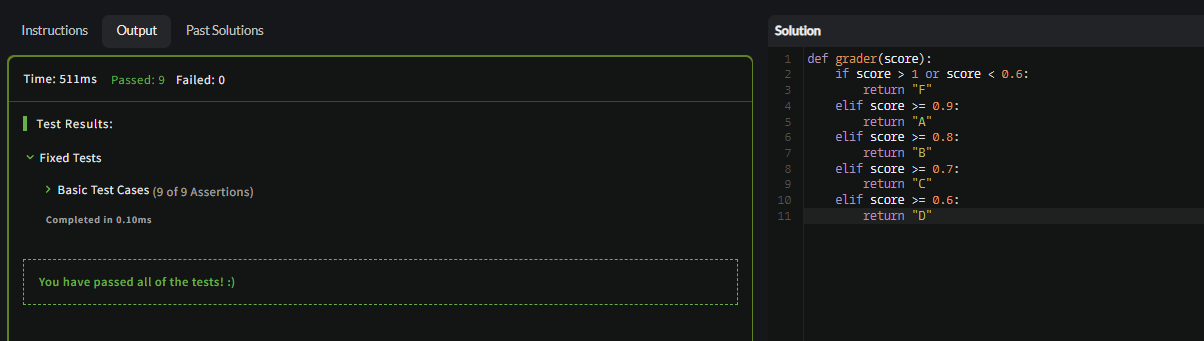 Instructions Output Past Solutions
Time: 511ms Passed: 9 Failed: 0
Test Results:
Fixed Tests
Basic Test Cases (9 of 9 Assertions)
Completed in 0.10ms
You have passed all of the tests! :)
Solution
1 def grader(score):
2     if score > 1 or score < 0.6:
3         return "F"
4     elif score >= 0.9:
5         return "A"
6     elif score >= 0.8:
7         return "B"
8     elif score >= 0.7:
9         return "C"
10     elif score >= 0.6:
11         return "D"